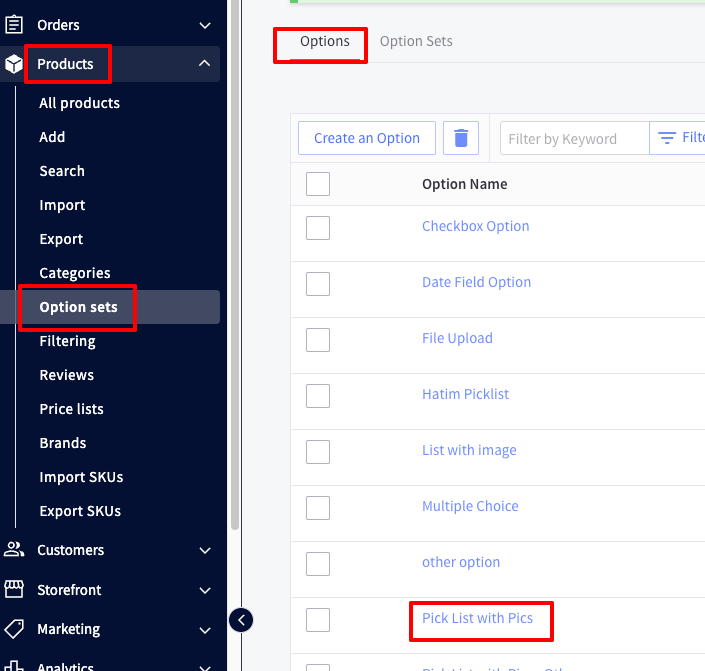 Orders
Products
All products
Add
Search
Import
Export
Categories
Option sets
Filtering
Reviews
Price lists
Brands
Import SKUs
Export SKUs
Customers
Storefront
Marketing
Analytics
Options
Option Sets
Create an Option
Filter by Keyword
Filte
Option Name
Checkbox Option
Date Field Option
File Upload
Hatim Picklist
List with image
Multiple Choice
other option
Pick List with Pics